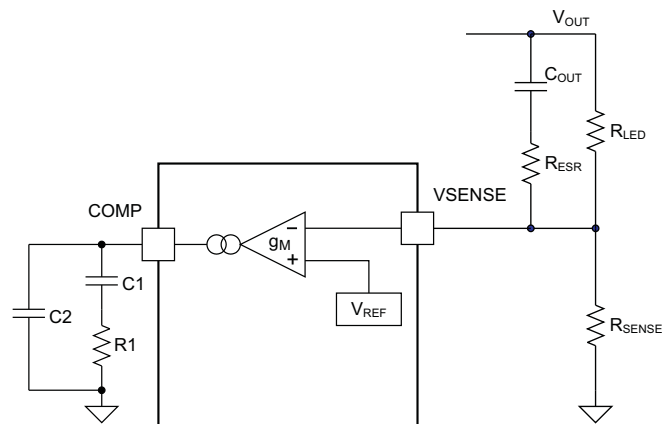 VOUT
COUT
RLED
RESR
VSENSE
COMP
gM
−
+
C1
VREF
C2
R1
RSENSE